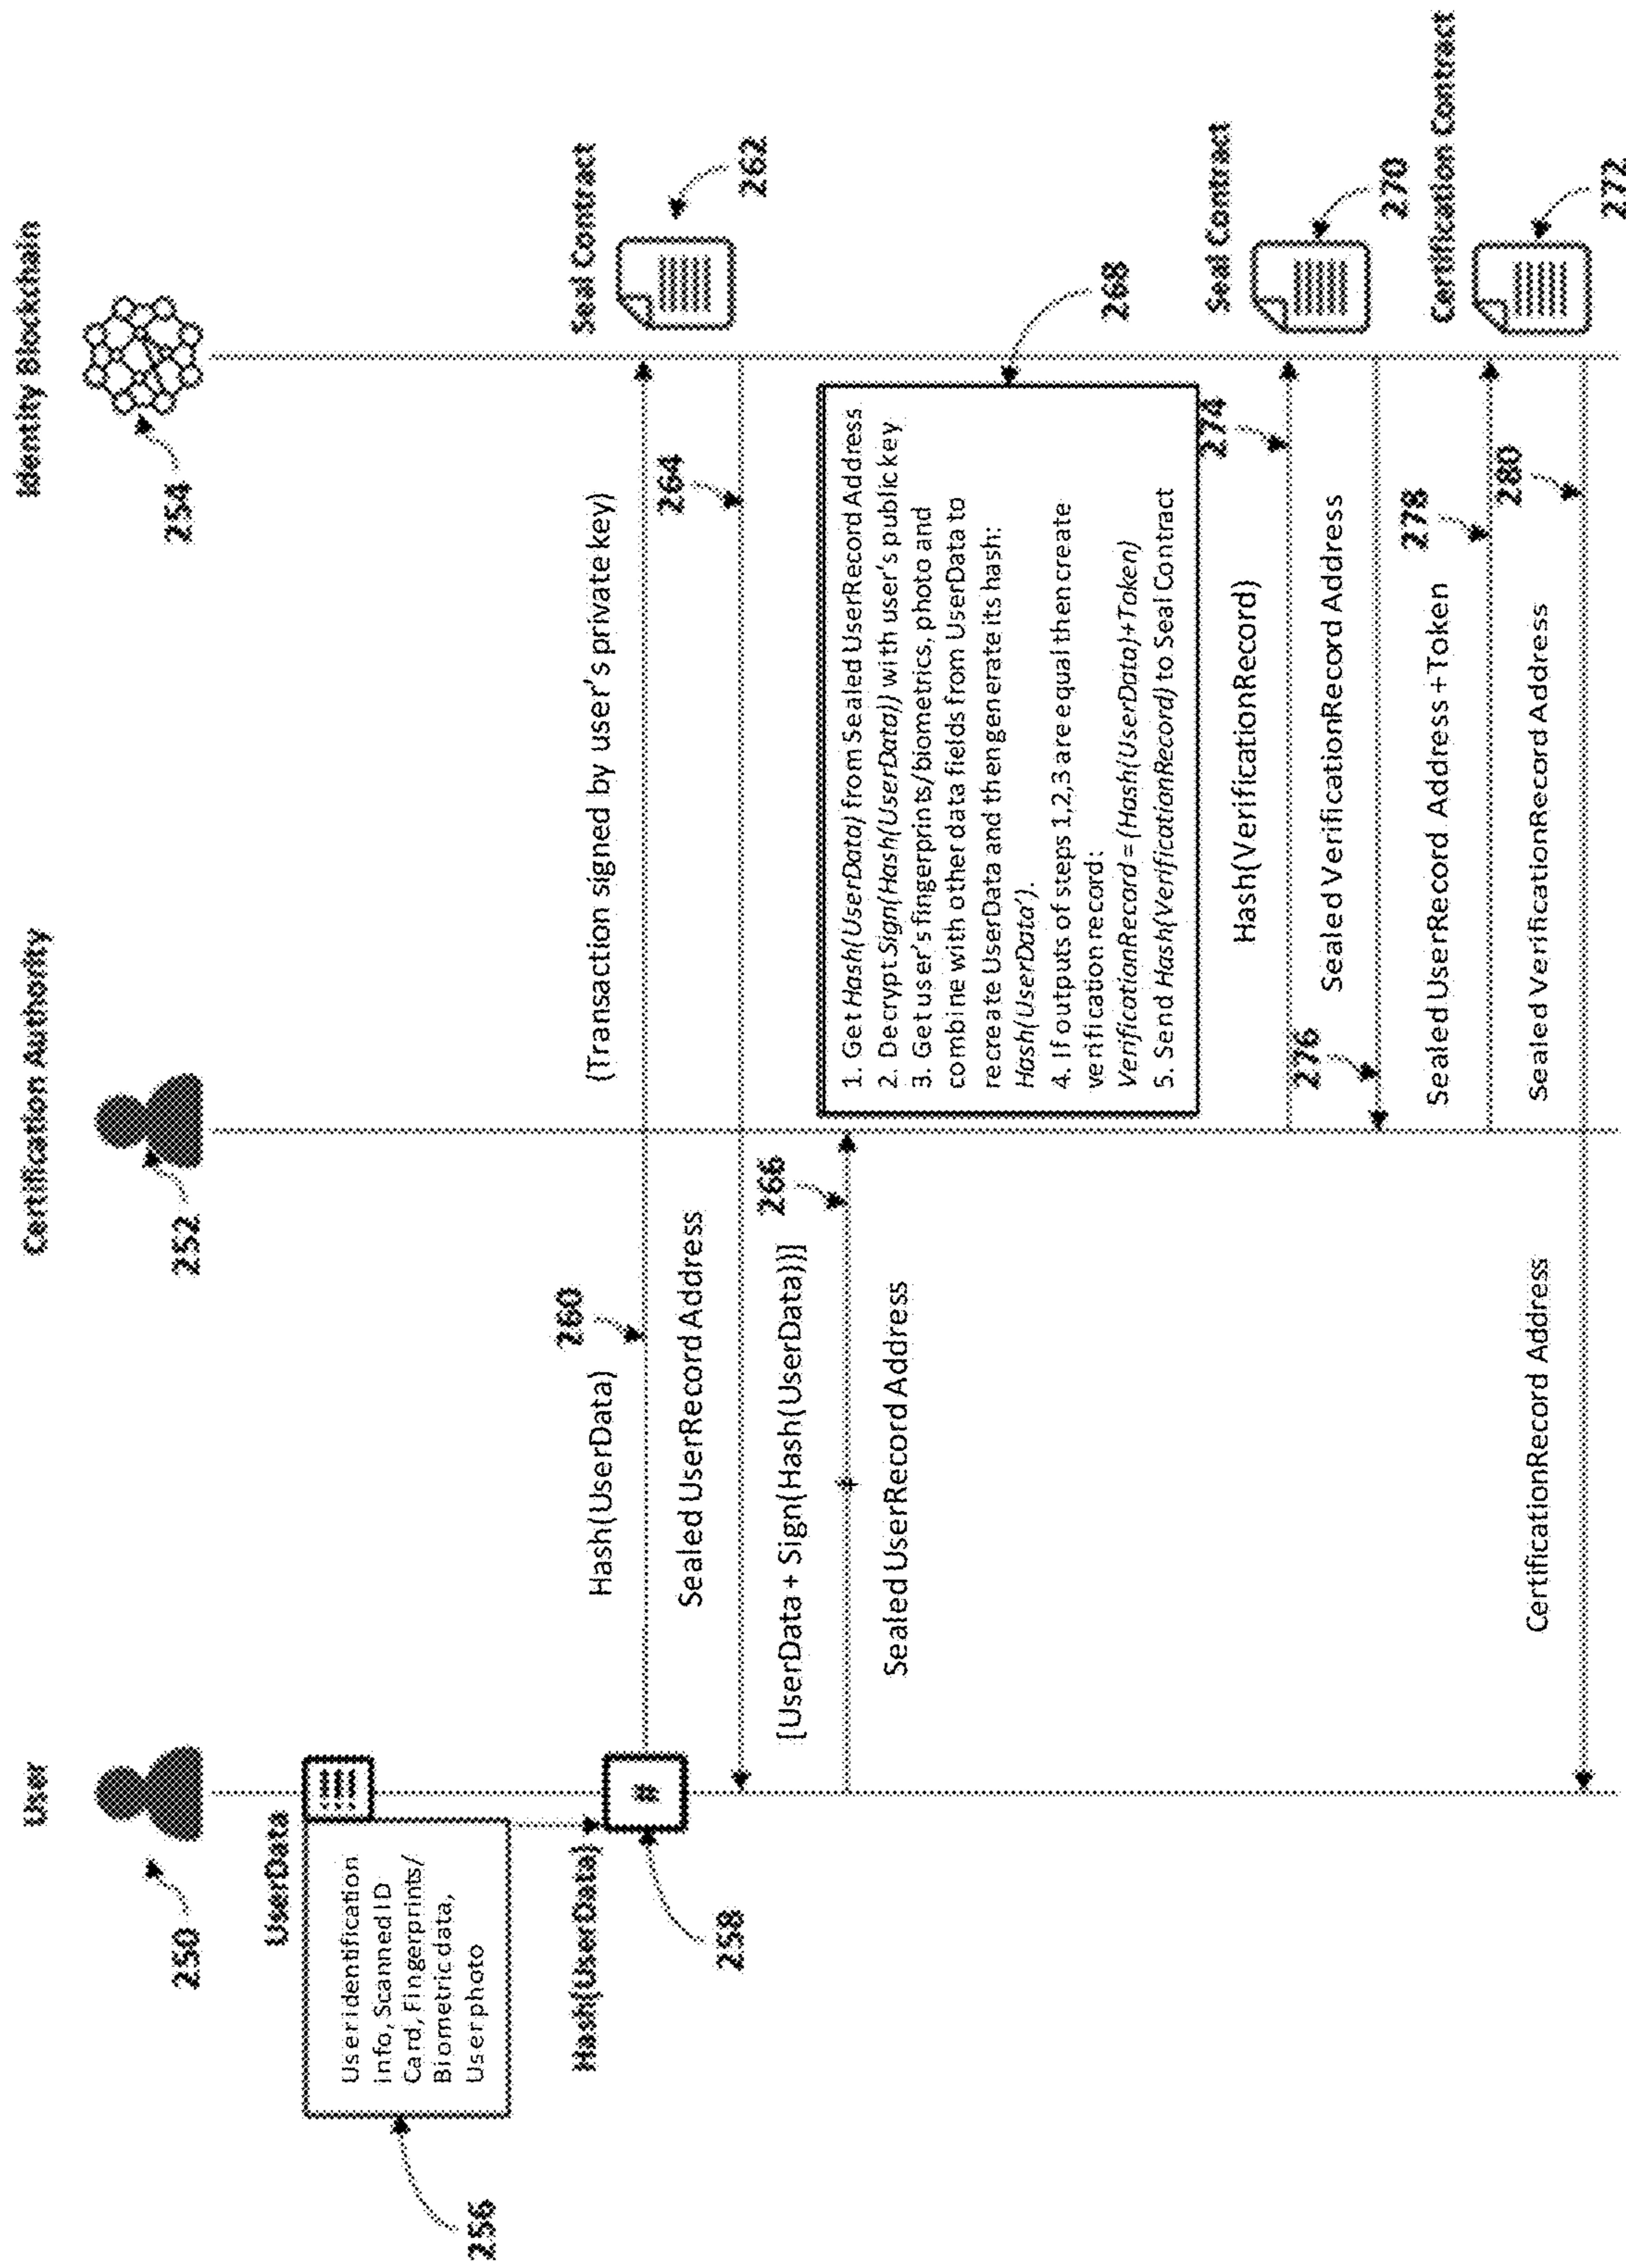 User
Certification Authority
Identity Blockchain
250
252
254
UserData
User identification
info, Scanned ID
Card, Fingerprints/
Biometric data,
User photo
256
Hash(UserData)
#
258
Hash(UserData)
260
(Transaction signed by user's private key)
Seal Contract
262
Sealed UserRecord Address
264
[UserData + Sign(Hash(UserData))]
266
Sealed UserRecord Address
268
1. Get Hash(UserData) from Sealed UserRecord Address
2. Decrypt Sign(Hash(UserData)) with user's public key
3. Get user's fingerprints/biometrics, photo and
combine with other data fields from UserData to
recreate UserData and then generate its hash:
Hash(UserData').
4. If outputs of steps 1,2,3 are equal then create
verification record:
VerificationRecord = (Hash(UserData)+Token)
5. Send Hash(VerificationRecord) to Seal Contract
Hash(VerificationRecord)
274
Seal Contract
270
276
Sealed VerificationRecord Address
Sealed UserRecord Address + Token
278
Certification Contract
272
CertificationRecord Address
Sealed VerificationRecord Address
280